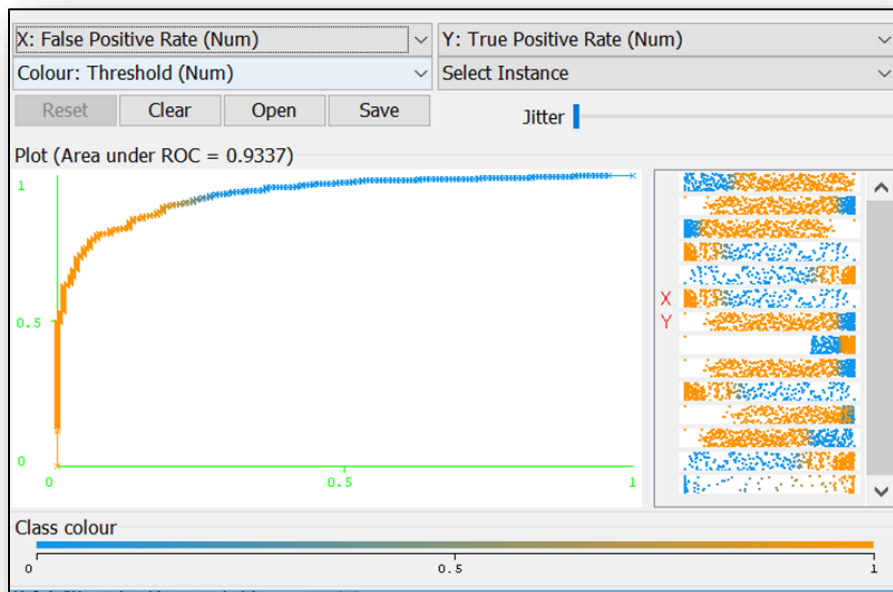 X: False Positive Rate (Num) Y: True Positive Rate (Num)
Colour: Threshold (Num) Select Instance
Reset Clear Open Save Jitter
Plot (Area under ROC = 0.9337)
1
X
0.5 Y
0
0 0.5 1
Class colour
0 0.5 1